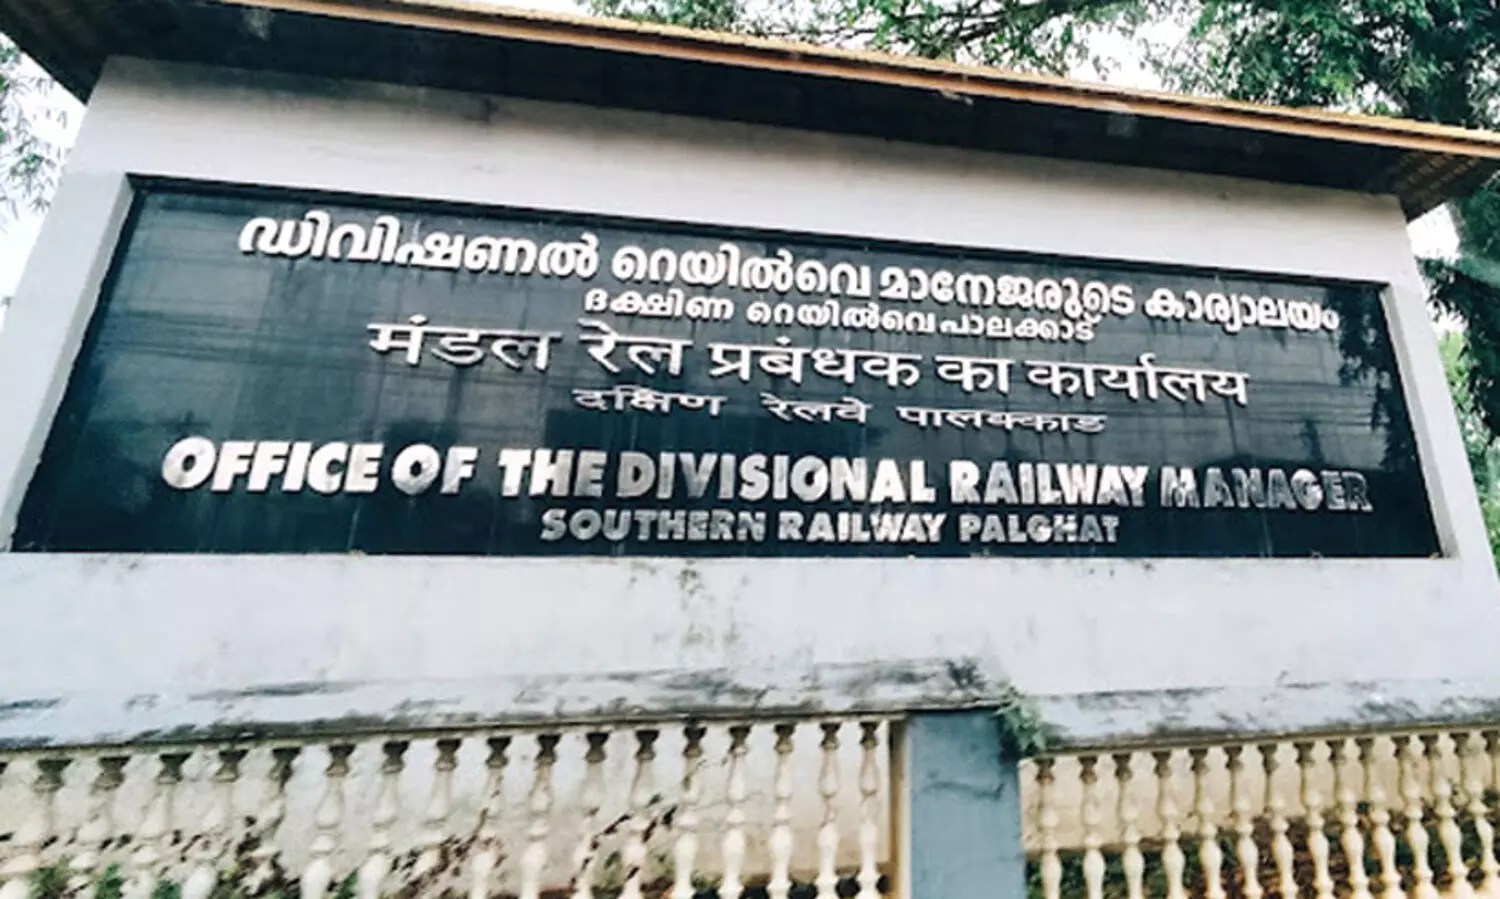 ഡിവിഷണൽ റെയിൽവെ മാനേജരുടെ കാര്യാലയം
ദക്ഷിണ റെയിൽവെ പാലക്കാട്
मंडल रेल प्रबंधक का कार्यालय
दक्षिण रेलवे पालक्काड
OFFICE OF THE DIVISIONAL RAILWAY MANAGER
SOUTHERN RAILWAY PALGHAT